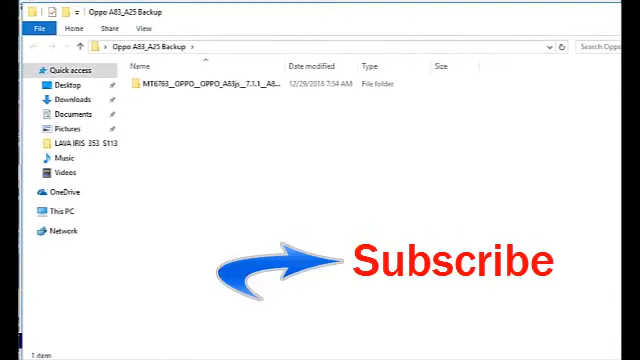 Oppo A83_A25 Backup
File Home Share View
Oppo A83_A25 Backup
Search Oppo
Name Date modified Type Size
MT6763__OPPO__OPPO_A83js__7.1.1__A8... 12/29/2018 7:54 AM File folder
Quick access
Desktop
Downloads
Documents
Pictures
LAVA IRIS 353 S113
Music
Videos
OneDrive
This PC
Network
Subscribe
1 item